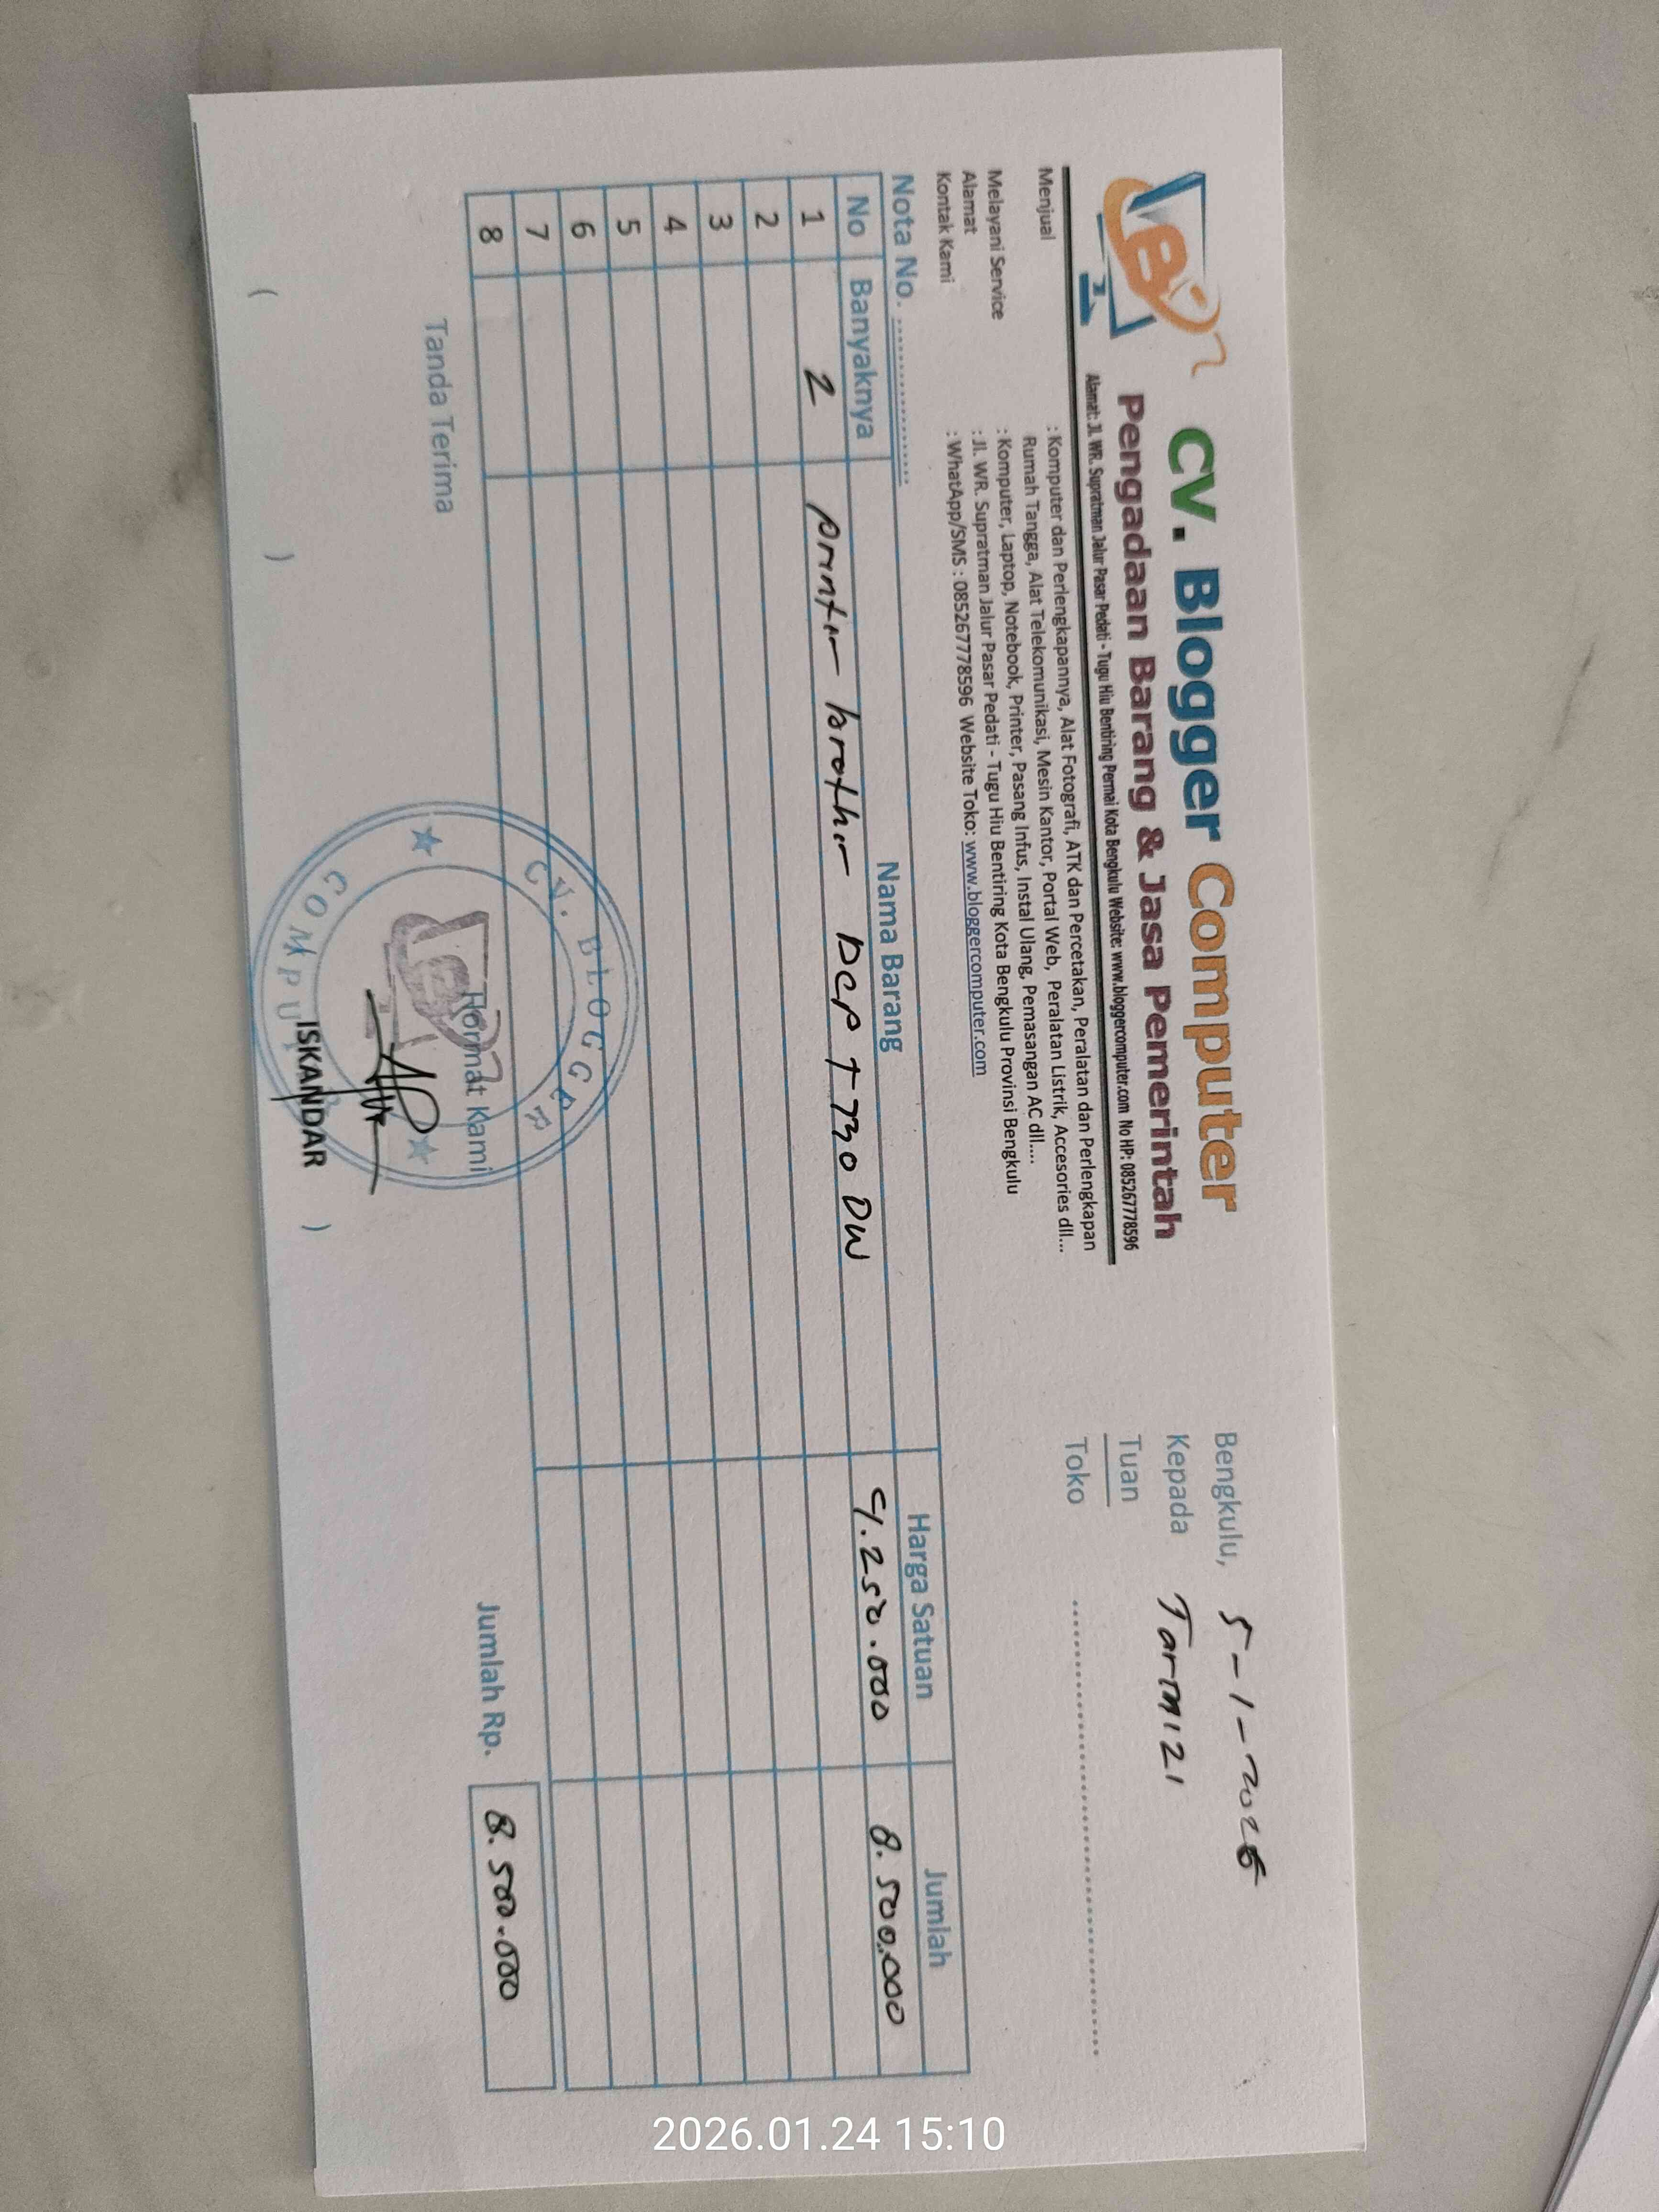 CV. Blogger Computer
Pengadaan Barang & Jasa Pemerintah
Alamat: Jl. WR. Supratman Jalur Pasar Pedati - Tugu Hiu Bentiring Permai Kota Bengkulu Website: www.bloggercomputer.com No HP: 085267778596
Bengkulu, 5-1-2026
Kepada Tarmizi
Tuan
Toko ..........
Menjual : Komputer dan Perlengkapannya, Alat Fotografi, ATK dan Percetakan, Peralatan dan Perlengkapan
Rumah Tangga, Alat Telekomunikasi, Mesin Kantor, Portal Web, Peralatan Listrik, Accesories dll...
Melayani Service : Komputer, Laptop, Notebook, Printer, Pasang Infus, Instal Ulang, Pemasangan AC dll....
Alamat : Jl. WR. Supratman Jalur Pasar Pedati - Tugu Hiu Bentiring Kota Bengkulu Provinsi Bengkulu
Kontak Kami : WhatApp/SMS : 085267778596 Website Toko: www.bloggercomputer.com
Nota No. ..........
No Banyaknya Nama Barang Harga Satuan Jumlah
1 2 Printer brother DCP T730 DW 4.250.000 8.500.000
2
3
4
5
6
7
8
Tanda Terima Hormat Kami Jumlah Rp. 8.500.000
CV. BLOGGER
COMPU
( ) ISKANDAR )
2026.01.24 15:10